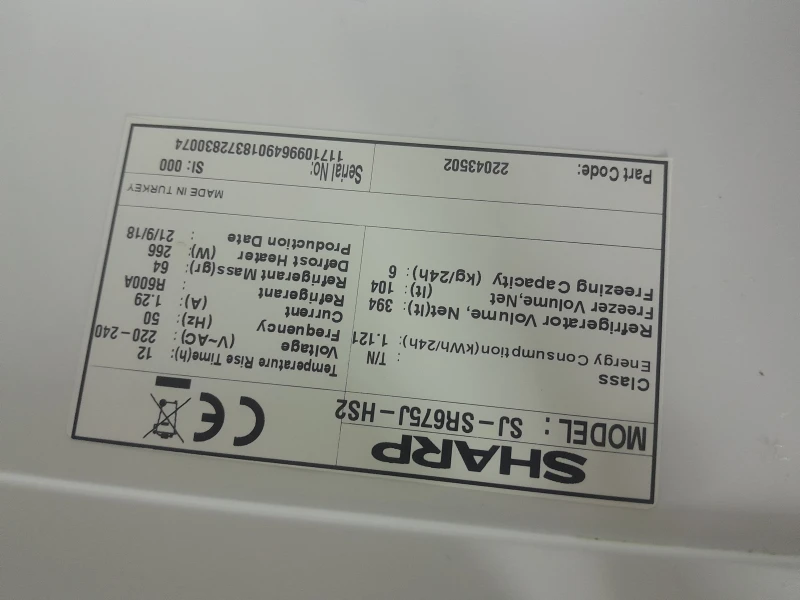 SHARP
MODEL : SJ-SR675J-HS2
CE
Class : T/N
Energy Consumption(kWh/24h): 1.121
Refrigerator Volume, Net(lt): 394
Freezer Volume,Net (lt): 104
Freezing Capacity (Kg/24h): 6
Temperature Rise Time(h): 12
Voltage (V~AC): 220-240
Frequency (Hz): 50
Current (A): 1.29
Refrigerant : R600A
Refrigerant Mass(gr): 64
Defrost Heater (W): 266
Production Date : 21/9/18
MADE IN TURKEY
Part Code: 22043502
Serial No: SI: 000
1171099649018372830074